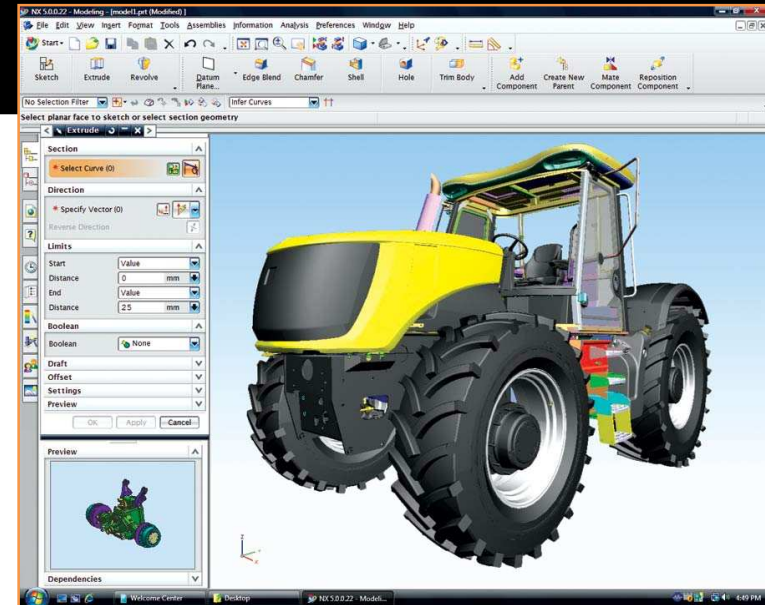 NX 5.0.0.22 - Modeling - [model1.prt (Modified) ]
File Edit View Insert Format Tools Assemblies Information Analysis Preferences Window Help
Start
Sketch Extrude Revolve Datum Plane... Edge Blend Chamfer Shell Hole Trim Body Add Component Create New Parent Mate Component Reposition Component
No Selection Filter Infer Curves
Select planar face to sketch or select section geometry
Extrude
Section
* Select Curve (0)
Direction
* Specify Vector (0)
Reverse Direction
Limits
Start Value
Distance 0 mm
End Value
Distance 25 mm
Boolean
Boolean None
Draft
Offset
Settings
Preview
OK Apply Cancel
Preview
Dependencies
Z
X
Welcome Center Desktop NX 5.0.0.22 - Modeli... 4:49 PM